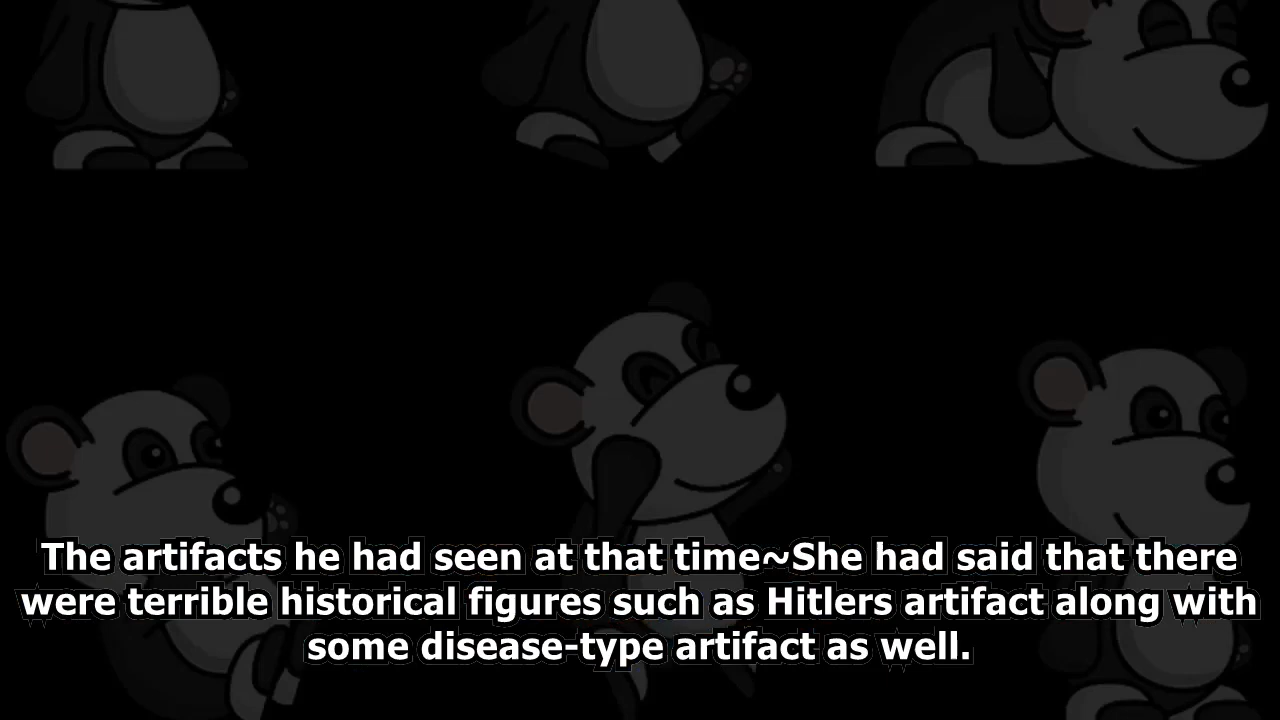 The artifacts he had seen at that time~She had said that there
were terrible historical figures such as Hitlers artifact along with
some disease-type artifact as well.